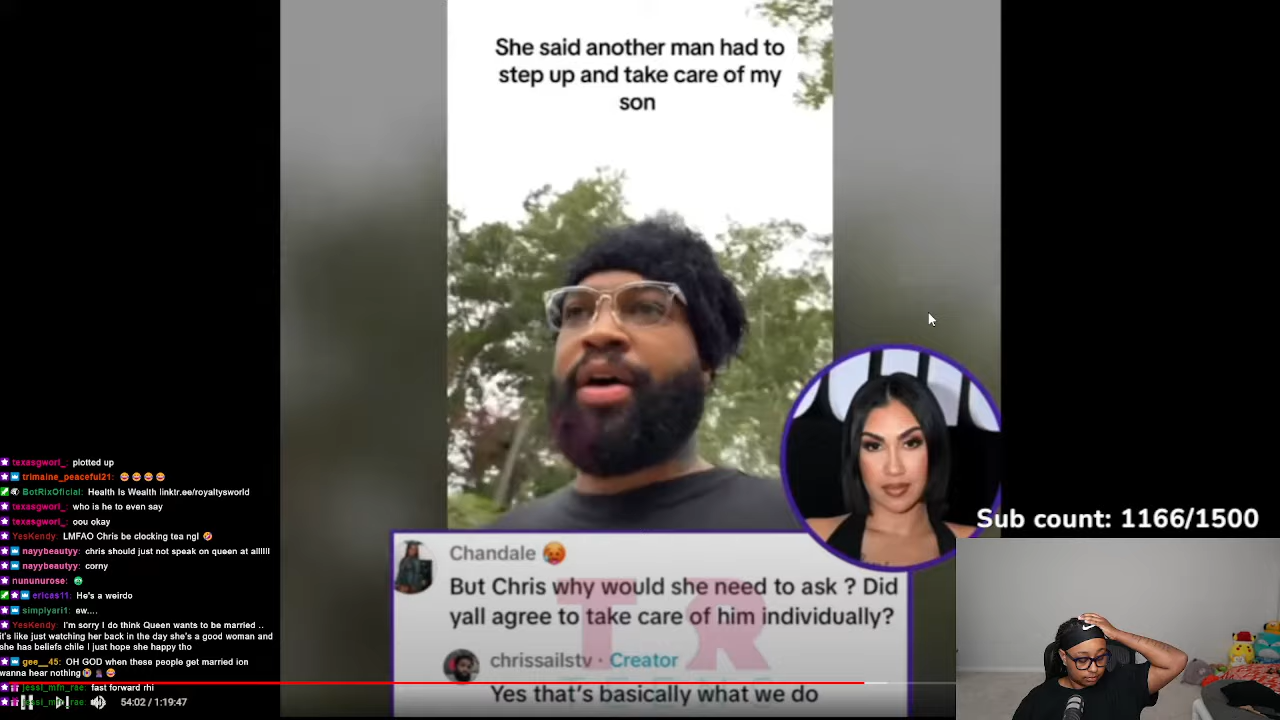 She said another man had to
step up and take care of my
son
Chandale 🥵
But Chris why would she need to ask ? Did
yall agree to take care of him individually?
chrissailstv · Creator
Yes that's basically what we do
Sub count: 1166/1500
texasgworl_: plotted up
trimaine_peaceful21: 😂 😂 😂 😂
BotRixOficial: Health Is Wealth linktr.ee/royaltysworld
texasgworl_: who is he to even say
texasgworl_: oou okay
YesKendy: LMFAO Chris be clocking tea ngl 🤣
nayybeautyy: chris should just not speak on queen at allllll
nayybeautyy: corny
nununurose: 🤢
ericas11: He's a weirdo
simplyari1: ew....
YesKendy: I'm sorry I do think Queen wants to be married ..
it's like just watching her back in the day she's a good woman and
she has beliefs chile I just hope she happy tho
gee__45: OH GOD when these people get married ion
wanna hear nothing
jessi_mfn_rae: fast forward rhi
jessi_mfn_rae:
54:02 / 1:19:47